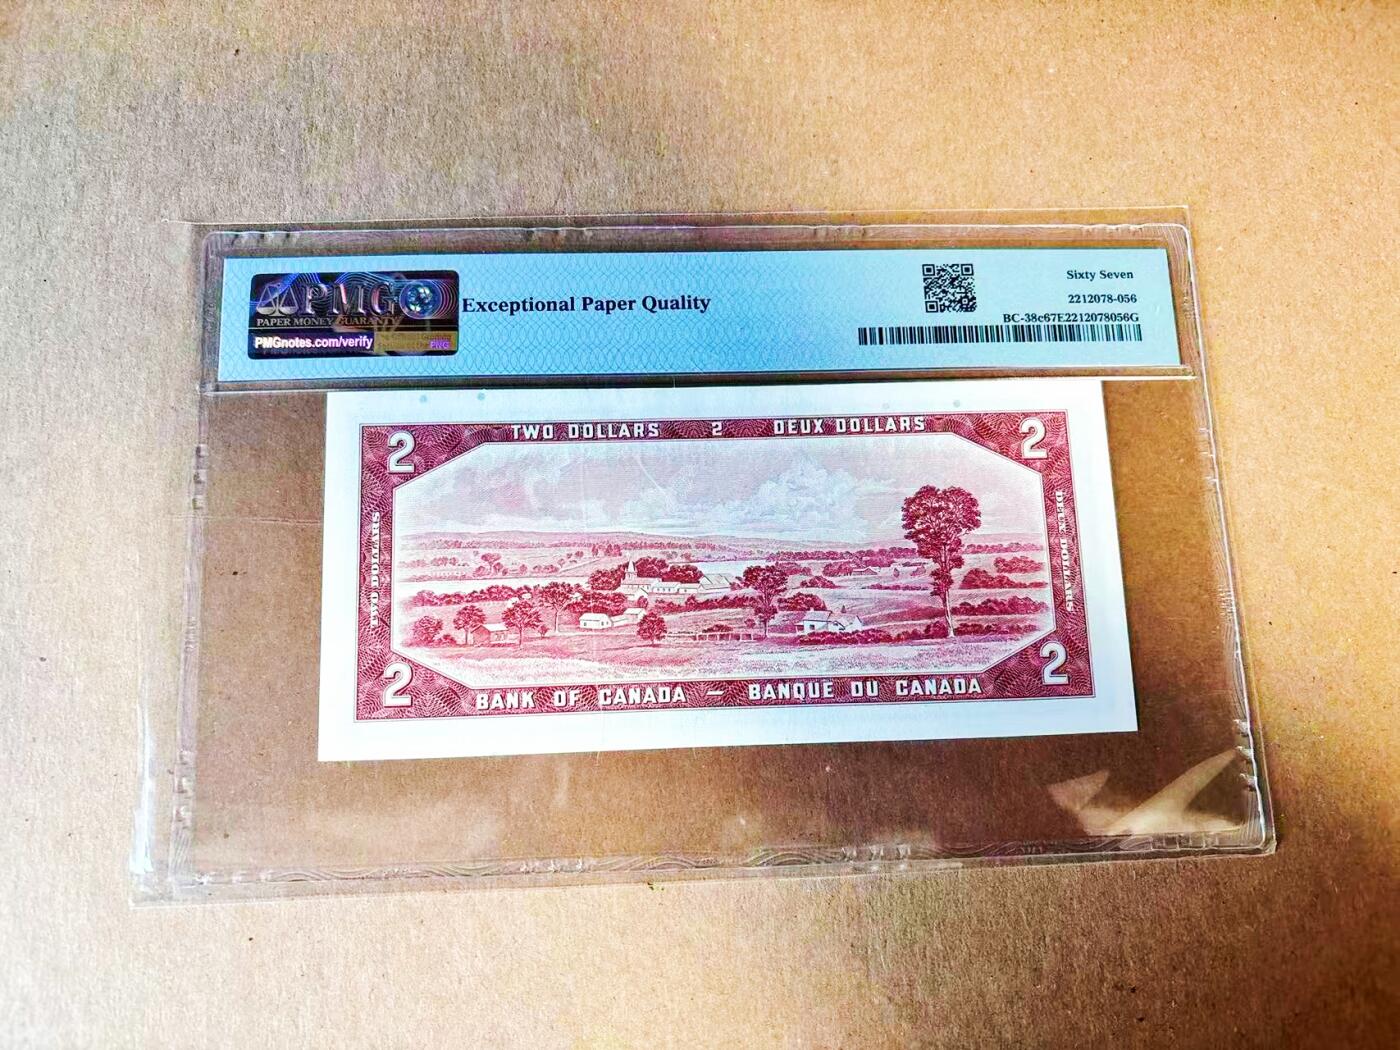 PMG
PAPER MONEY GUARANTY
PMGnotes.com/verify
PMG
Exceptional Paper Quality
Sixty Seven
2212078-056
BC-38c67E2212078056G
TWO DOLLARS 2 DEUX DOLLARS
2 2
TWO DOLLARS
DEUX DOLLARS
2 2
BANK OF CANADA — BANQUE DU CANADA